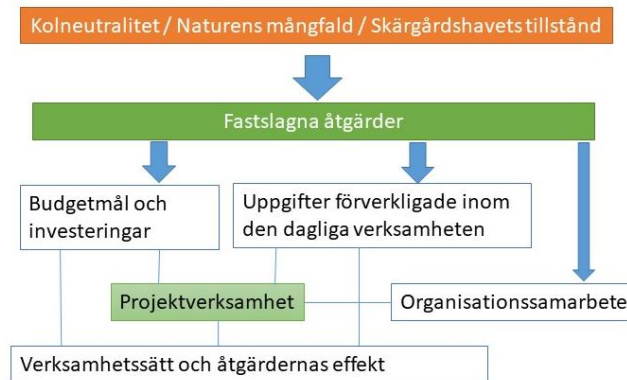 Kolneutralitet / Naturens mångfald / Skärgårdshavets tillstånd
Fastslagna åtgärder
Budgetmål och
investeringar
Uppgifter förverkligade inom
den dagliga verksamheten
Projektverksamhet
Organisationssamarbete
Verksamhetssätt och åtgärdernas effekt